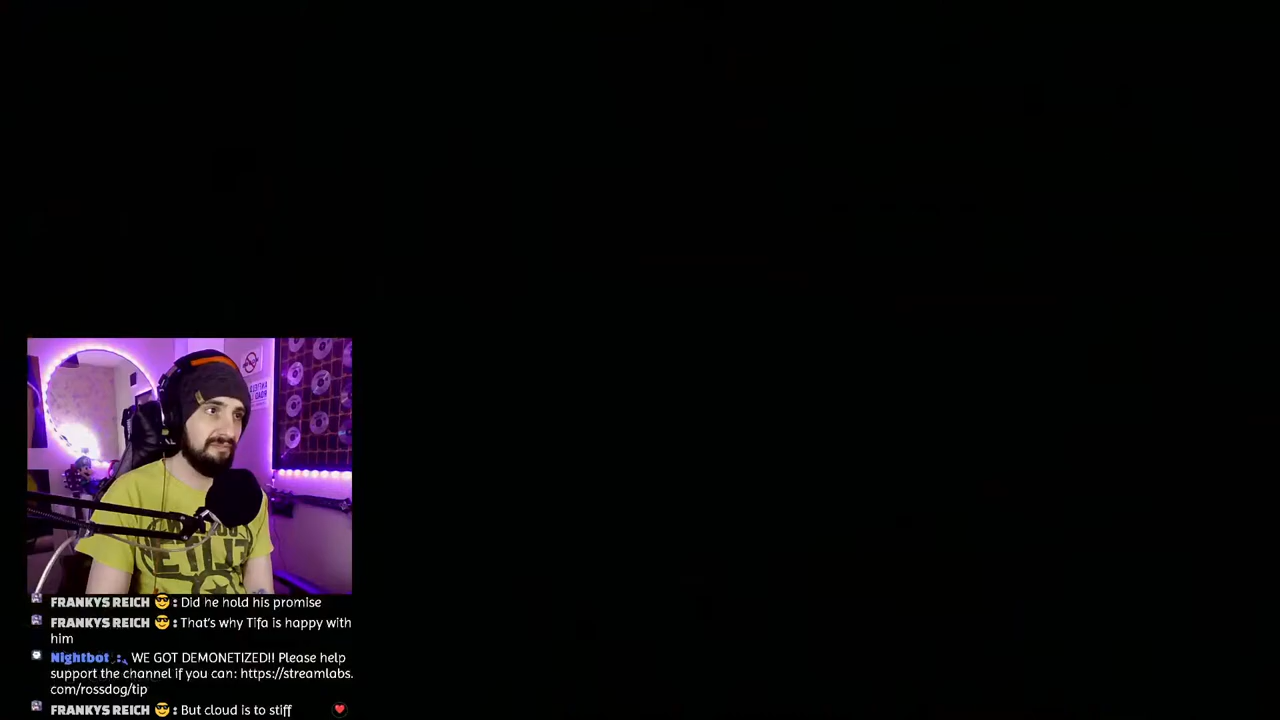 FRANKYS REICH 😎 : Did he hold his promise
FRANKYS REICH 😎 : That's why Tifa is happy with
him
Nightbot : WE GOT DEMONETIZED!! Please help
support the channel if you can: https://streamlabs.
com/rossdog/tip
FRANKYS REICH 😎 : But cloud is to stiff